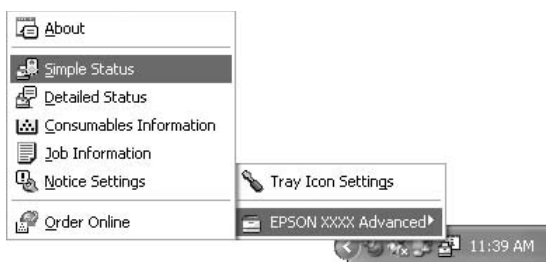 About
Simple Status
Detailed Status
Consumables Information
Job Information
Notice Settings
Order Online
Tray Icon Settings
EPSON XXXX Advanced
11:39 AM